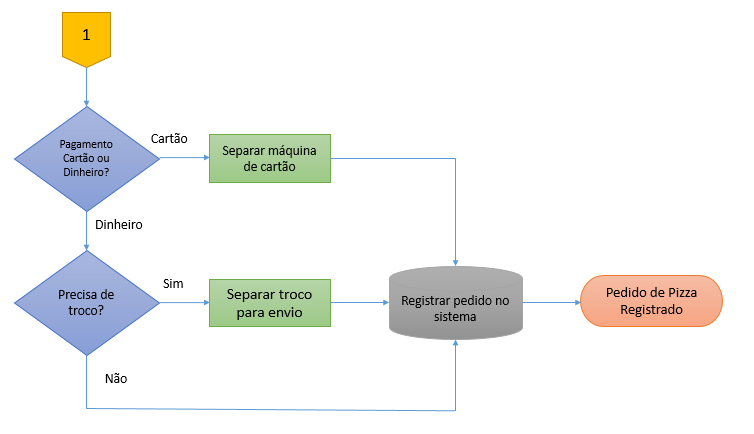 1
Pagamento
Cartão ou
Dinheiro?
Cartão
Separar máquina
de cartão
Dinheiro
Precisa de
troco?
Sim
Separar troco
para envio
Registrar pedido no
sistema
Pedido de Pizza
Registrado
Não